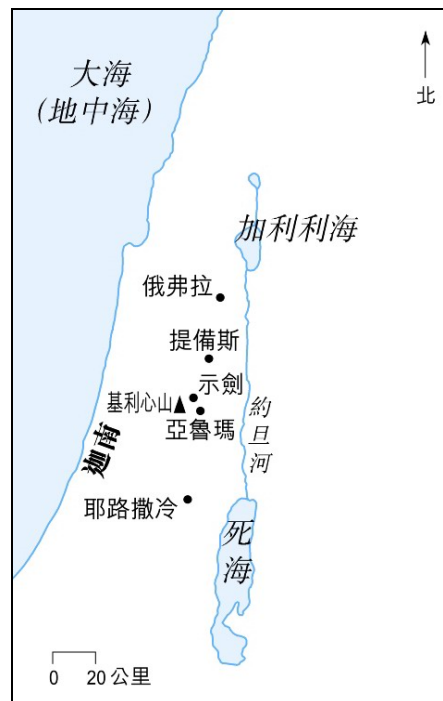 大海
(地中海)
北
加利利海
俄弗拉
提備斯
示劍
基利心山
亞魯瑪
約旦河
迦南
耶路撒冷
死海
0 20 公里